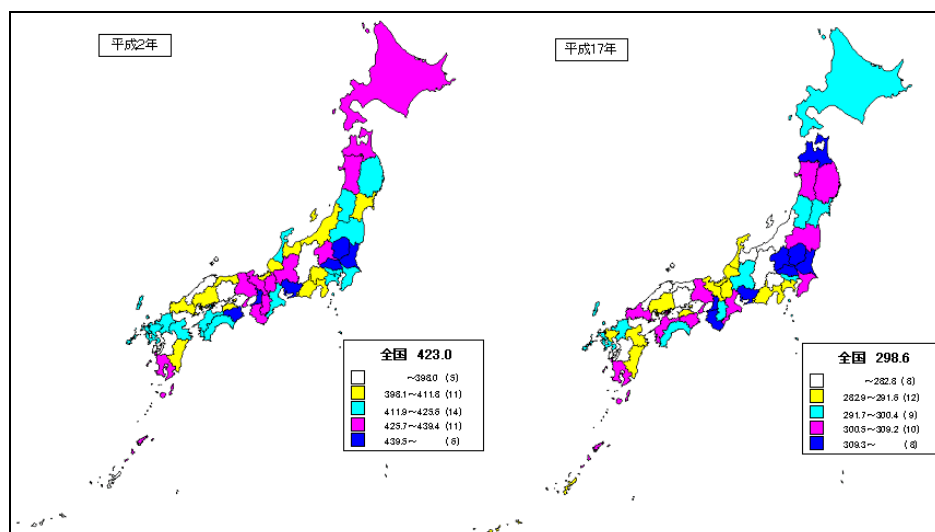 平成2年
平成17年
全国 423.0
～398.0 (5)
398.1～411.8 (11)
411.9～425.6 (14)
425.7～439.4 (11)
439.5～ (6)
全国 298.6
～282.8 (8)
282.9～291.6 (12)
291.7～300.4 (9)
300.5～309.2 (10)
309.3～ (8)